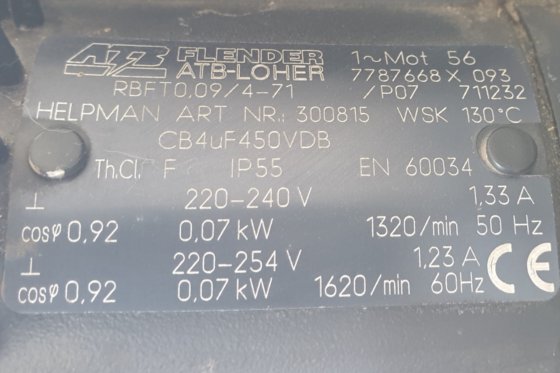 ATB FLENDER 1~Mot 56
ATB-LOHER 7787668 X 093
RBFT0,09/4-71 /P07 711232
HELPMAN ART NR.: 300815 WSK 130°C
CB4uF450VDB
Th.Cl. F IP55 EN 60034
⊥ 220-240 V 1,33 A
cosφ 0,92 0,07 kW 1320/min 50 Hz
⊥ 220-254 V 1,23 A
cosφ 0,92 0,07 kW 1620/min 60Hz CE